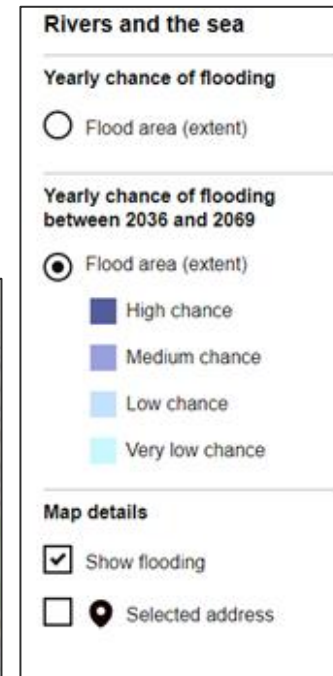 Rivers and the sea
Yearly chance of flooding
Flood area (extent)
Yearly chance of flooding
between 2036 and 2069
Flood area (extent)
High chance
Medium chance
Low chance
Very low chance
Map details
Show flooding
Selected address